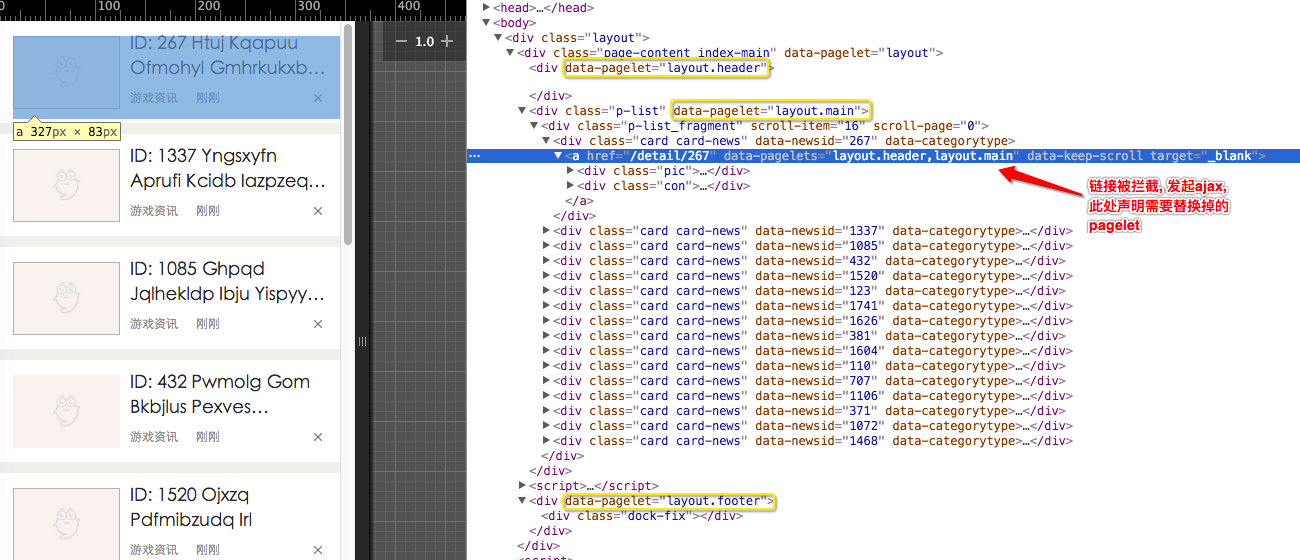 0 100 200 300 400
ID: 267 Htuj Kqapuu
Ofmohyl Gmhrkukxb...
游戏资讯 刚刚 ×
a 327px × 83px
ID: 1337 Yngsxyfn
Aprufi Kcidb Iazpzeq...
游戏资讯 刚刚 ×
ID: 1085 Ghpqd
Jqlhekldp Ibju Yispyy...
游戏资讯 刚刚 ×
ID: 432 Pwmolg Gom
Bkbjlus Pexves...
游戏资讯 刚刚 ×
ID: 1520 Ojxzq
Pdfmibzudq Irl
游戏资讯 刚刚 ×
− 1.0 +
▶<head>…</head>
▼<body>
▼<div class="layout">
▼<div class="page-content_index-main" data-pagelet="layout">
<div data-pagelet="layout.header">
</div>
▼<div class="p-list" data-pagelet="layout.main">
▼<div class="p-list_fragment" scroll-item="16" scroll-page="0">
▼<div class="card card-news" data-newsid="267" data-categorytype>
… ▼<a href="/detail/267" data-pagelets="layout.header,layout.main" data-keep-scroll target="_blank">
▶<div class="pic">…</div>
▶<div class="con">…</div>
</a>
</div>
▶<div class="card card-news" data-newsid="1337" data-categorytype>…</div>
▶<div class="card card-news" data-newsid="1085" data-categorytype>…</div>
▶<div class="card card-news" data-newsid="432" data-categorytype>…</div>
▶<div class="card card-news" data-newsid="1520" data-categorytype>…</div>
▶<div class="card card-news" data-newsid="123" data-categorytype>…</div>
▶<div class="card card-news" data-newsid="1741" data-categorytype>…</div>
▶<div class="card card-news" data-newsid="1626" data-categorytype>…</div>
▶<div class="card card-news" data-newsid="381" data-categorytype>…</div>
▶<div class="card card-news" data-newsid="1604" data-categorytype>…</div>
▶<div class="card card-news" data-newsid="110" data-categorytype>…</div>
▶<div class="card card-news" data-newsid="707" data-categorytype>…</div>
▶<div class="card card-news" data-newsid="1106" data-categorytype>…</div>
▶<div class="card card-news" data-newsid="371" data-categorytype>…</div>
▶<div class="card card-news" data-newsid="1072" data-categorytype>…</div>
▶<div class="card card-news" data-newsid="1468" data-categorytype>…</div>
</div>
</div>
▶<script>…</script>
▼<div data-pagelet="layout.footer">
<div class="dock-fix"></div>
</div>
</div>
链接被拦截, 发起ajax,
此处声明需要替换掉的
pagelet